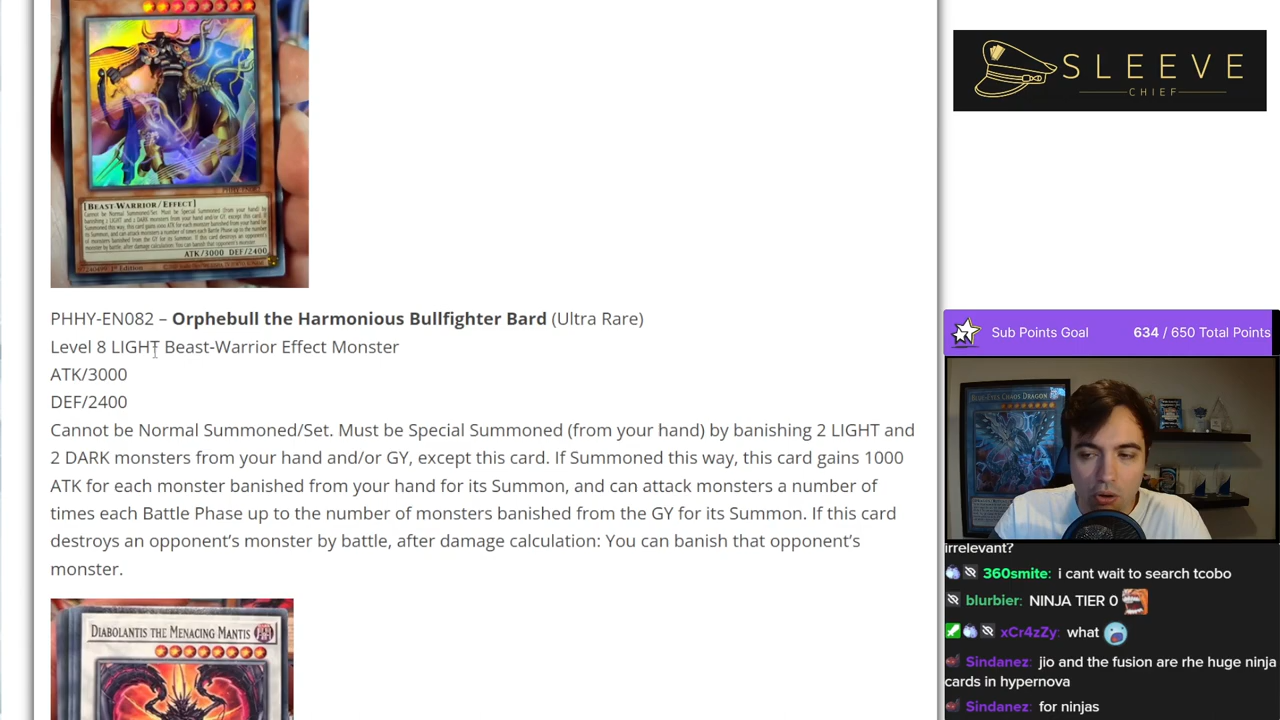 [BEAST-WARRIOR/EFFECT]
ATK/3000 DEF/2400
PHHY-EN082 – Orphebull the Harmonious Bullfighter Bard (Ultra Rare)
Level 8 LIGHT Beast-Warrior Effect Monster
ATK/3000
DEF/2400
Cannot be Normal Summoned/Set. Must be Special Summoned (from your hand) by banishing 2 LIGHT and
2 DARK monsters from your hand and/or GY, except this card. If Summoned this way, this card gains 1000
ATK for each monster banished from your hand for its Summon, and can attack monsters a number of
times each Battle Phase up to the number of monsters banished from the GY for its Summon. If this card
destroys an opponent’s monster by battle, after damage calculation: You can banish that opponent’s
monster.
DIABOLANTIS THE MENACING MANTIS
SLEEVE
CHIEF
Sub Points Goal 634 / 650 Total Points
BLUE-EYES CHAOS DRAGON
irrelevant?
360smite: i cant wait to search tcobo
blurbier: NINJA TIER 0
xCr4zZy: what
Sindanez: jio and the fusion are rhe huge ninja
cards in hypernova
Sindanez: for ninjas